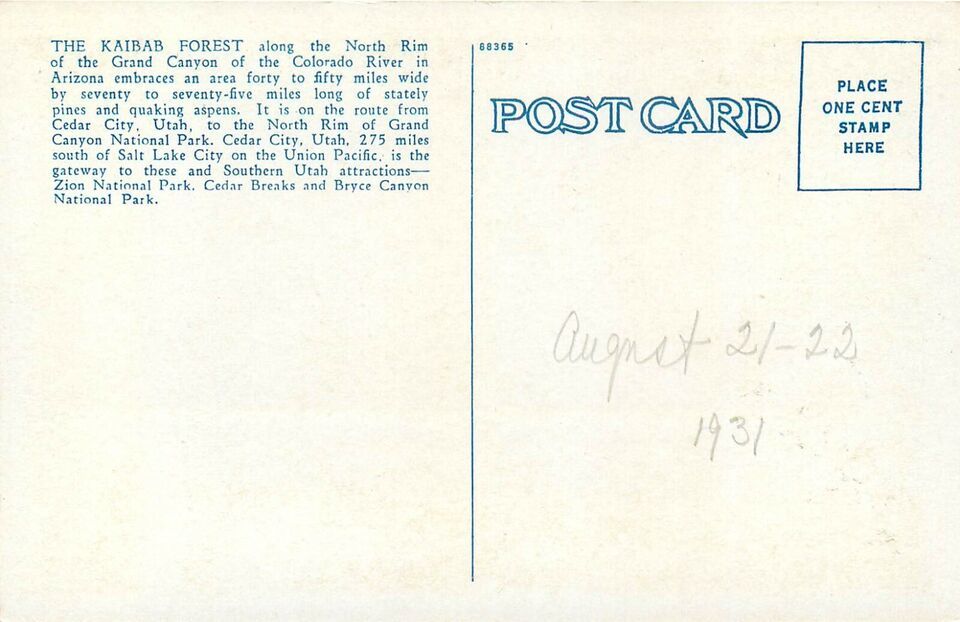 THE KAIBAB FOREST along the North Rim
of the Grand Canyon of the Colorado River in
Arizona embraces an area forty to fifty miles wide
by seventy to seventy-five miles long of stately
pines and quaking aspens. It is on the route from
Cedar City, Utah, to the North Rim of Grand
Canyon National Park. Cedar City, Utah, 275 miles
south of Salt Lake City on the Union Pacific, is the
gateway to these and Southern Utah attractions—
Zion National Park, Cedar Breaks and Bryce Canyon
National Park.
88365
POST CARD
PLACE
ONE CENT
STAMP
HERE
August 21-22
1931